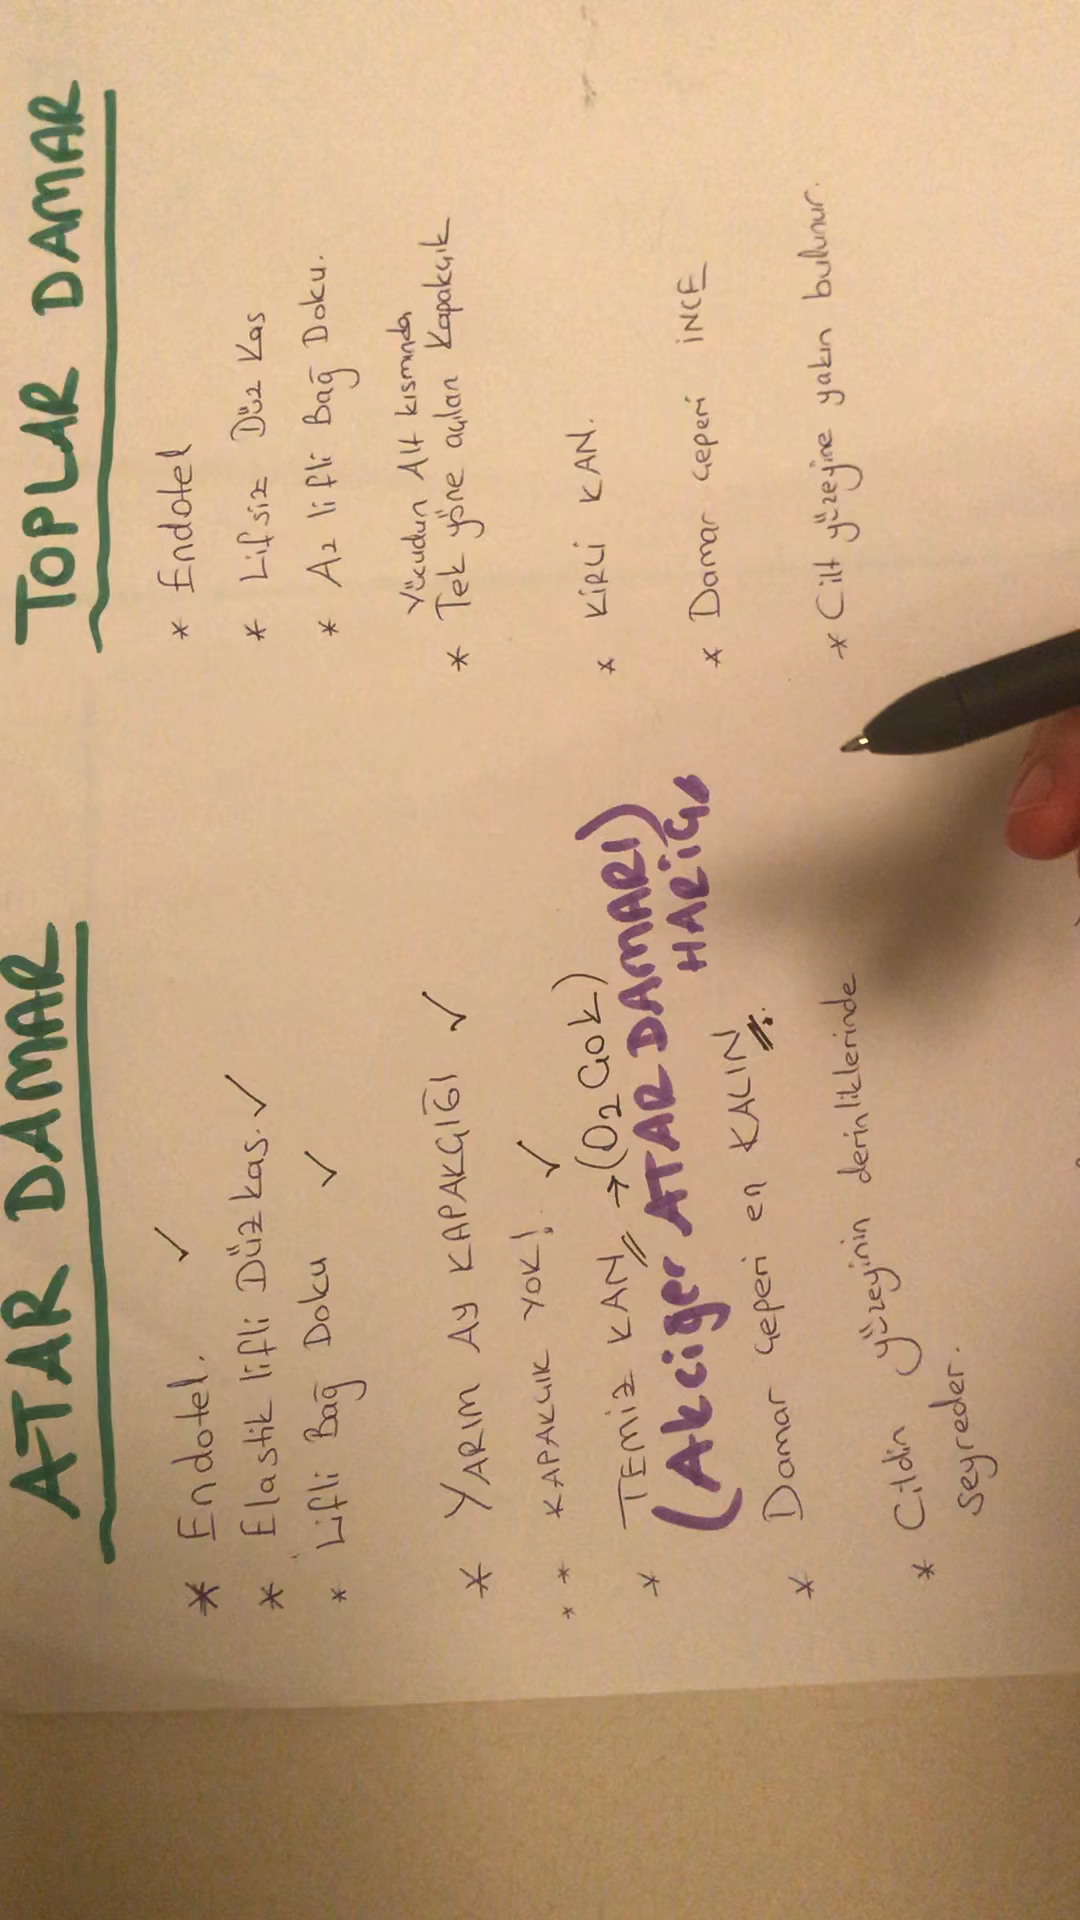 ATAR DAMAR
* Endotel. ✓
* Elastik lifli Düz kas. ✓
* Lifli Bağ Doku ✓
* YARIM AY KAPAKÇIĞI ✓
* * KAPAKÇIK YOK! ✓
* TEMİZ KAN → (O₂ ÇOK)
(Akciğer ATAR DAMARI)
HARİÇ
* Damar çeperi en KALIN
* Cildin yüzeyinin derinliklerinde
seyreder.
TOPLAR DAMAR
* Endotel
* Lifsiz Düz Kas
* Az lifli Bağ Doku.
Vücudun Alt kısmında
* Tek yöne açılan Kapakçık
* KİRLİ KAN.
* Damar çeperi İNCE
* Cilt yüzeyine yakın bulunur.